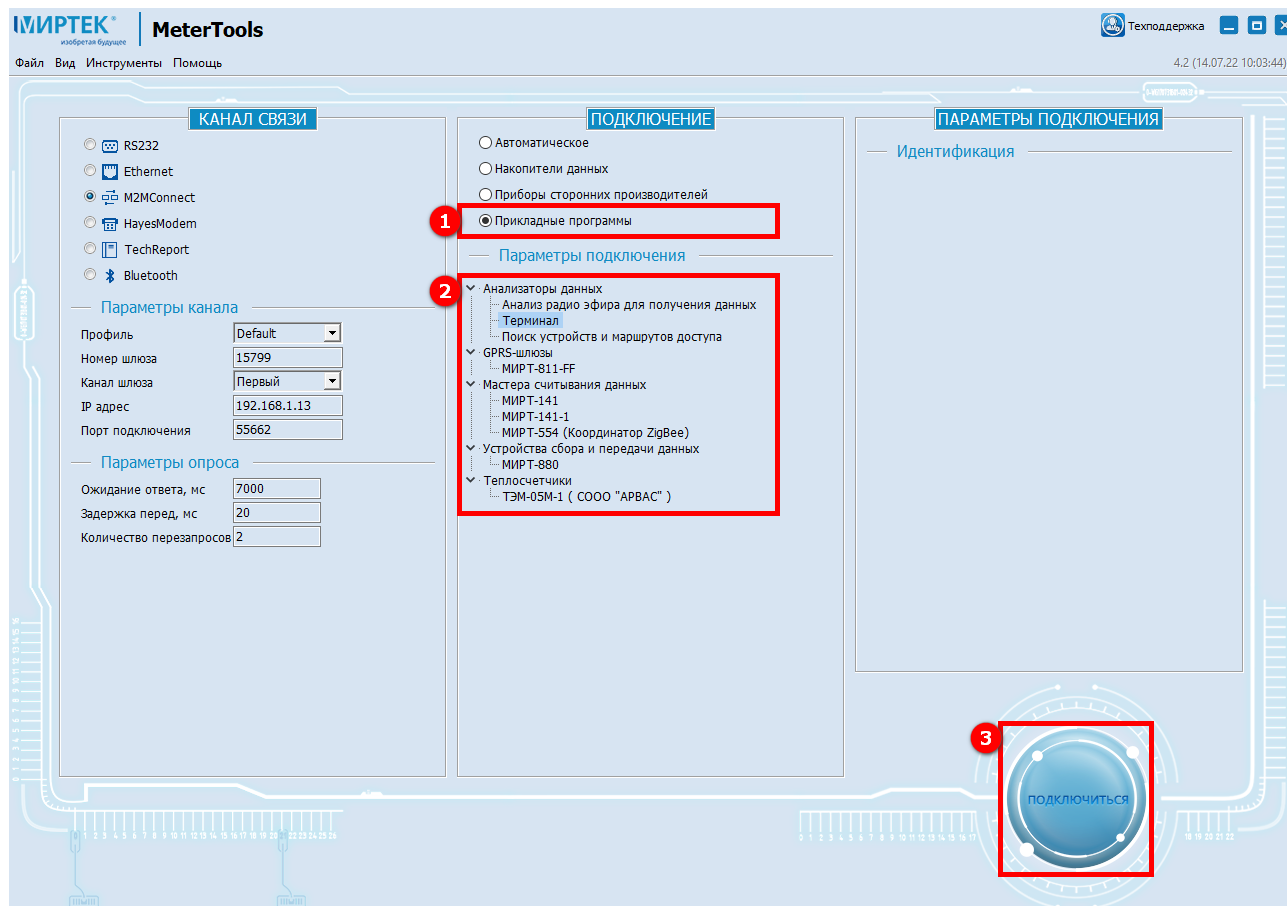 МИРТЕК®
изобретая будущее
MeterTools
Техподдержка
Файл Вид Инструменты Помощь
4.2 (14.07.22 10:03:44)
КАНАЛ СВЯЗИ
RS232
Ethernet
M2MConnect
HayesModem
TechReport
Bluetooth
Параметры канала
Профиль Default
Номер шлюза 15799
Канал шлюза Первый
IP адрес 192.168.1.13
Порт подключения 55662
Параметры опроса
Ожидание ответа, мс 7000
Задержка перед, мс 20
Количество перезапросов 2
ПОДКЛЮЧЕНИЕ
Автоматическое
Накопители данных
Приборы сторонних производителей
1 Прикладные программы
Параметры подключения
2 Анализаторы данных
Анализ радио эфира для получения данных
Терминал
Поиск устройств и маршрутов доступа
GPRS-шлюзы
МИРТ-811-FF
Мастера считывания данных
МИРТ-141
МИРТ-141-1
МИРТ-554 (Координатор ZigBee)
Устройства сбора и передачи данных
МИРТ-880
Теплосчетчики
ТЭМ-05М-1 ( СООО "АРВАС" )
ПАРАМЕТРЫ ПОДКЛЮЧЕНИЯ
Идентификация
3
ПОДКЛЮЧИТЬСЯ